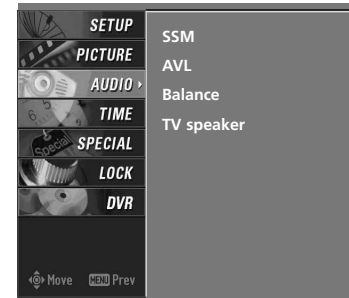 SETUP
PICTURE
AUDIO
TIME
SPECIAL
LOCK
DVR
Move MENU Prev
SSM
AVL
Balance
TV speaker